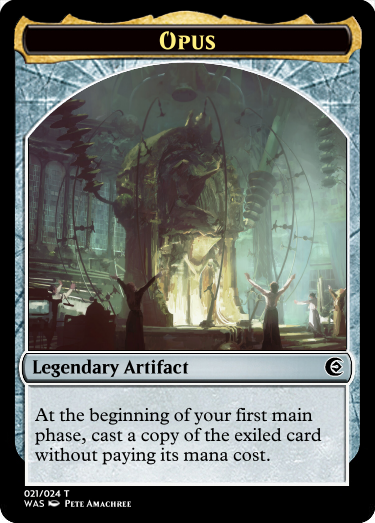 Opus
Legendary Artifact
At the beginning of your first main
phase, cast a copy of the exiled card
without paying its mana cost.
021/024 T
WAS Pete Amachree